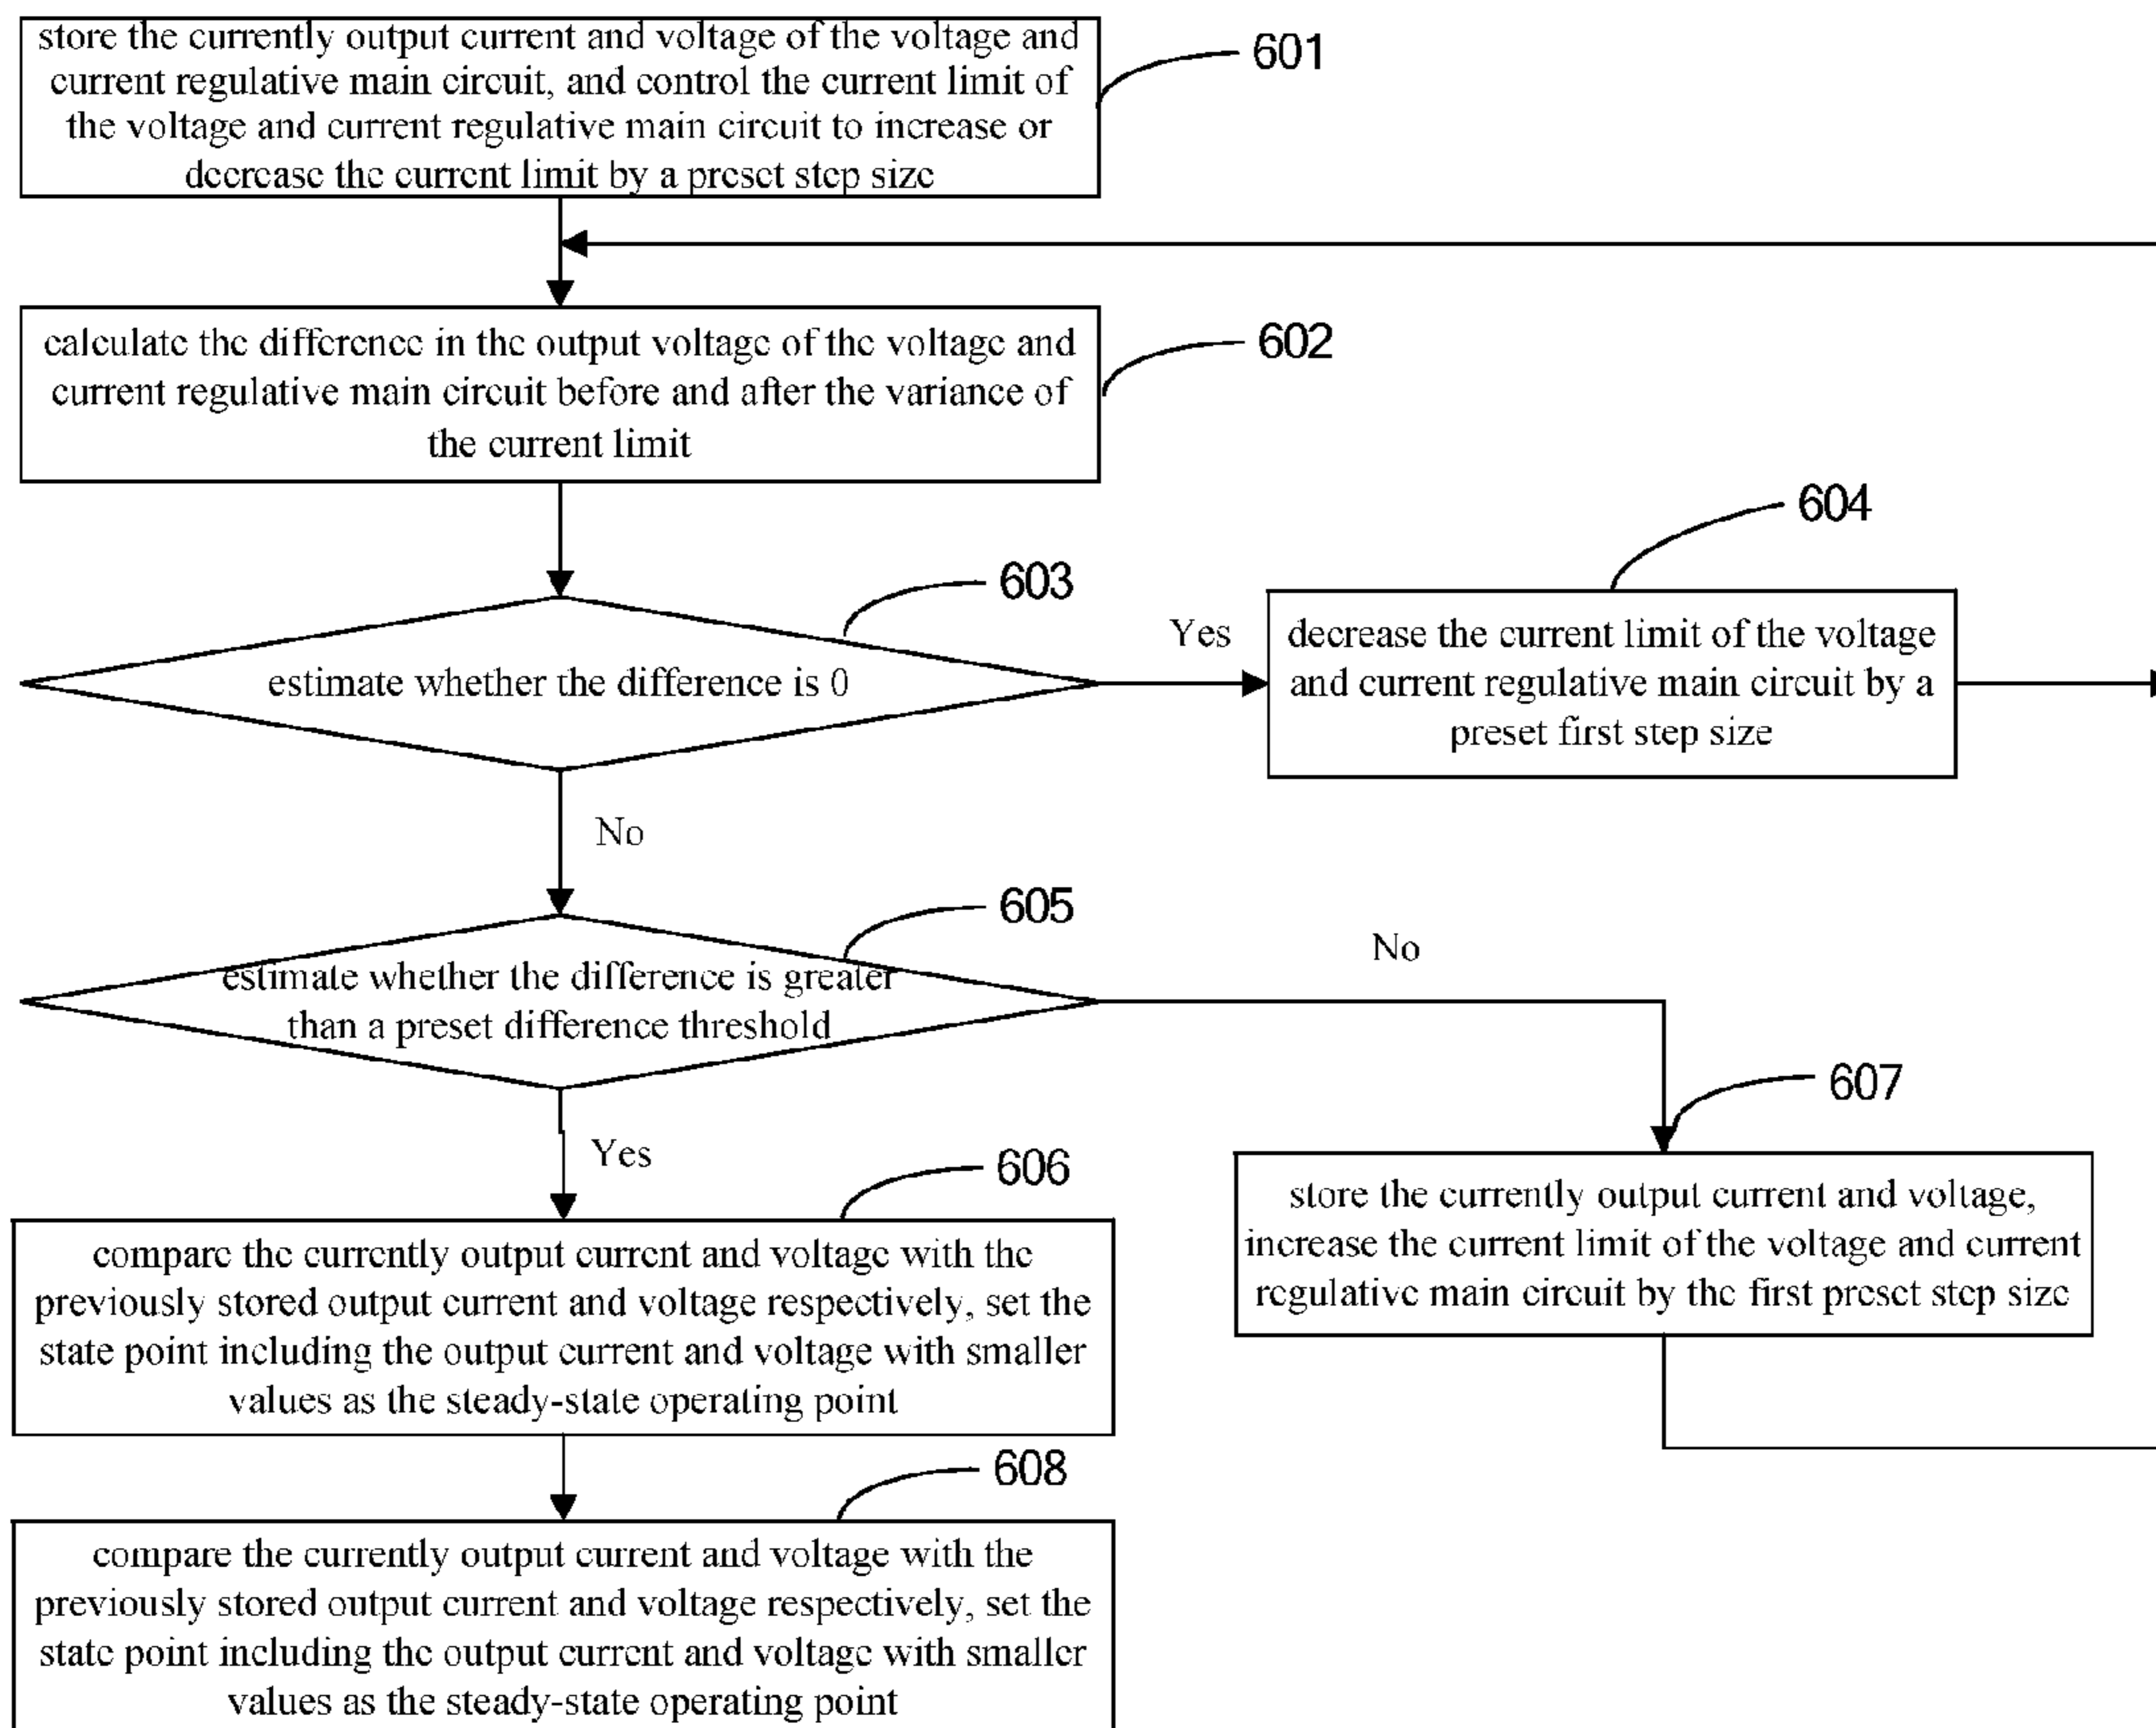 store the currently output current and voltage of the voltage and
current regulative main circuit, and control the current limit of
the voltage and current regulative main circuit to increase or
decrease the current limit by a preset step size
601
calculate the difference in the output voltage of the voltage and
current regulative main circuit before and after the variance of
the current limit
602
603
estimate whether the difference is 0
Yes
604
decrease the current limit of the voltage
and current regulative main circuit by a
preset first step size
No
605
estimate whether the difference is greater
than a preset difference threshold
No
Yes
607
store the currently output current and voltage,
increase the current limit of the voltage and current
regulative main circuit by the first preset step size
606
compare the currently output current and voltage with the
previously stored output current and voltage respectively, set the
state point including the output current and voltage with smaller
values as the steady-state operating point
608
compare the currently output current and voltage with the
previously stored output current and voltage respectively, set the
state point including the output current and voltage with smaller
values as the steady-state operating point